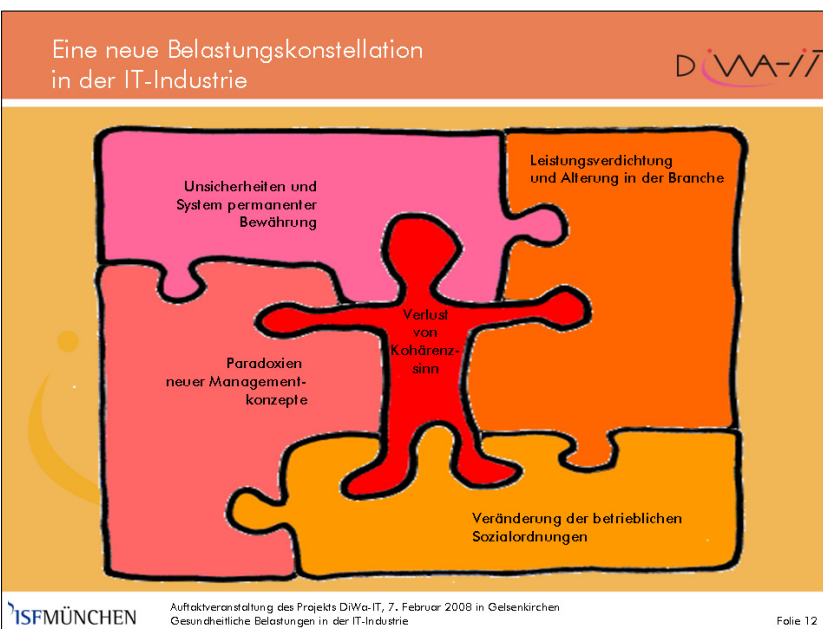 Eine neue Belastungskonstellation
in der IT-Industrie
DiWA-iT
Unsicherheiten und
System permanenter
Bewährung
Leistungsverdichtung
und Alterung in der Branche
Verlust
von
Kohärenz-
sinn
Paradoxien
neuer Management-
konzepte
Veränderung der betrieblichen
Sozialordnungen
ISFMÜNCHEN
Auftaktveranstaltung des Projekts DiWa-IT, 7. Februar 2008 in Gelsenkirchen
Gesundheitliche Belastungen in der IT-Industrie
Folie 12